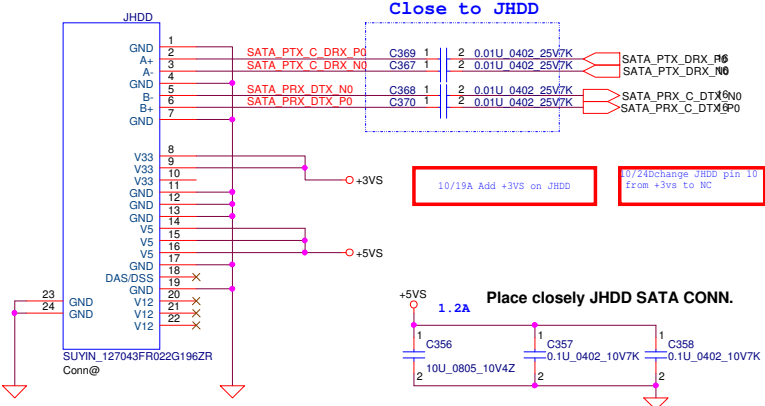 Close to JHDD
JHDD
GND 1
A+ 2 SATA_PTX_C_DRX_P0 C369 1 2 0.01U_0402_25V7K SATA_PTX_DRX_P0 16
A- 3 SATA_PTX_C_DRX_N0 C367 1 2 0.01U_0402_25V7K SATA_PTX_DRX_N0 16
GND 4
B- 5 SATA_PRX_DTX_N0 C368 1 2 0.01U_0402_25V7K SATA_PRX_C_DTX_N0 16
B+ 6 SATA_PRX_DTX_P0 C370 1 2 0.01U_0402_25V7K SATA_PRX_C_DTX_P0 16
GND 7
V33 8
V33 9
V33 10
GND 11
GND 12
GND 13
V5 14
V5 15
V5 16
GND 17
DAS/DSS 18
GND 19
V12 20
V12 21
V12 22
+3VS
+5VS
23 GND
24 GND
SUYIN_127043FR022G196ZR
Conn@
10/19A Add +3VS on JHDD
10/24Dchange JHDD pin 10
from +3vs to NC
+5VS
1.2A
Place closely JHDD SATA CONN.
1 C356 2 10U_0805_10V4Z
1 C357 2 0.1U_0402_10V7K
1 C358 2 0.1U_0402_10V7K